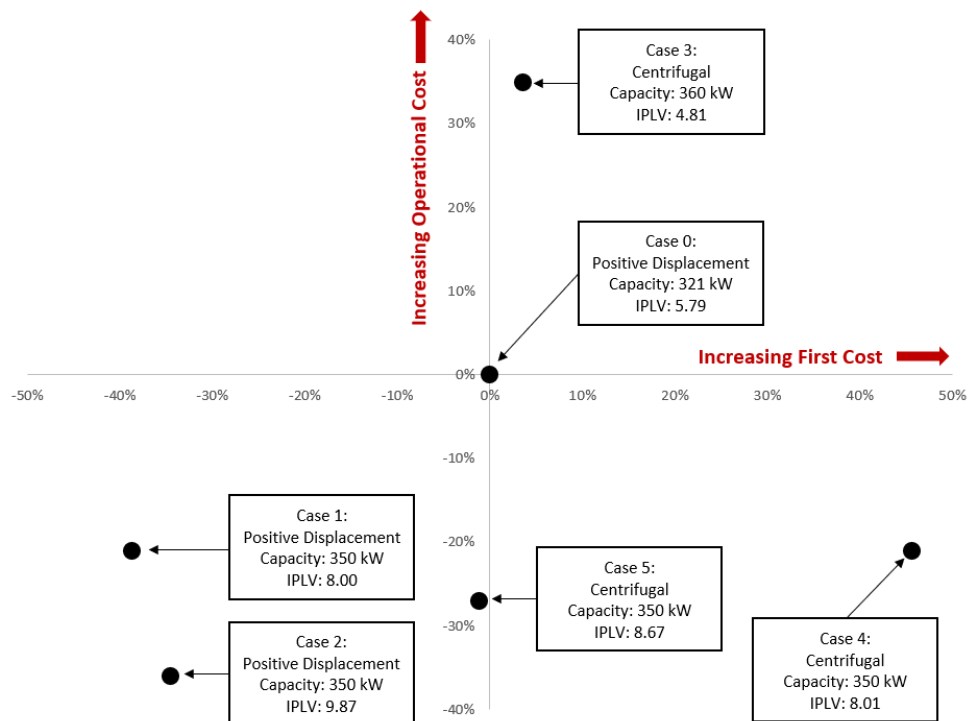 Increasing Operational Cost
40%
30%
20%
10%
0%
-10%
-20%
-30%
-40%
Case 3:
Centrifugal
Capacity: 360 kW
IPLV: 4.81
Case 0:
Positive Displacement
Capacity: 321 kW
IPLV: 5.79
Increasing First Cost
-50%
-40%
-30%
-20%
-10%
0%
10%
20%
30%
40%
50%
Case 1:
Positive Displacement
Capacity: 350 kW
IPLV: 8.00
Case 5:
Centrifugal
Capacity: 350 kW
IPLV: 8.67
Case 2:
Positive Displacement
Capacity: 350 kW
IPLV: 9.87
Case 4:
Centrifugal
Capacity: 350 kW
IPLV: 8.01